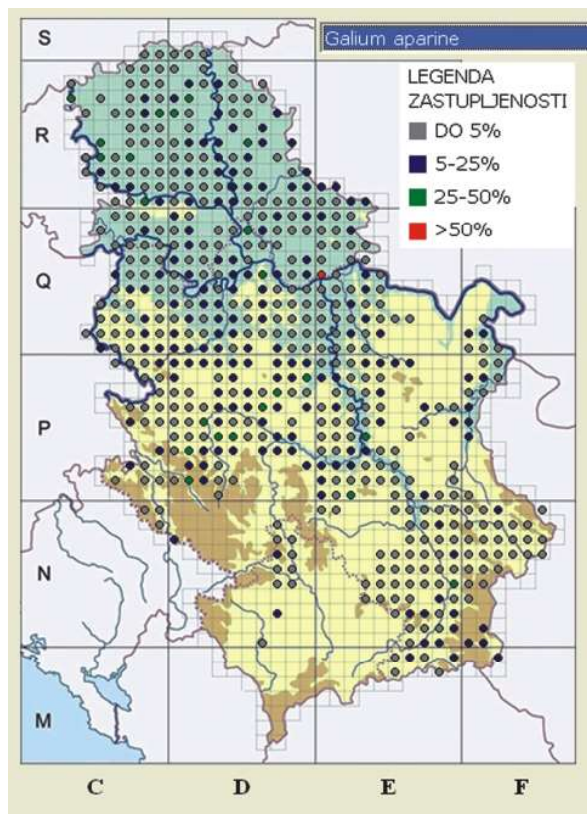 Galium aparine
LEGENDA
ZASTUPLJENOSTI
DO 5%
5-25%
25-50%
>50%
S
R
Q
P
N
M
C D E F